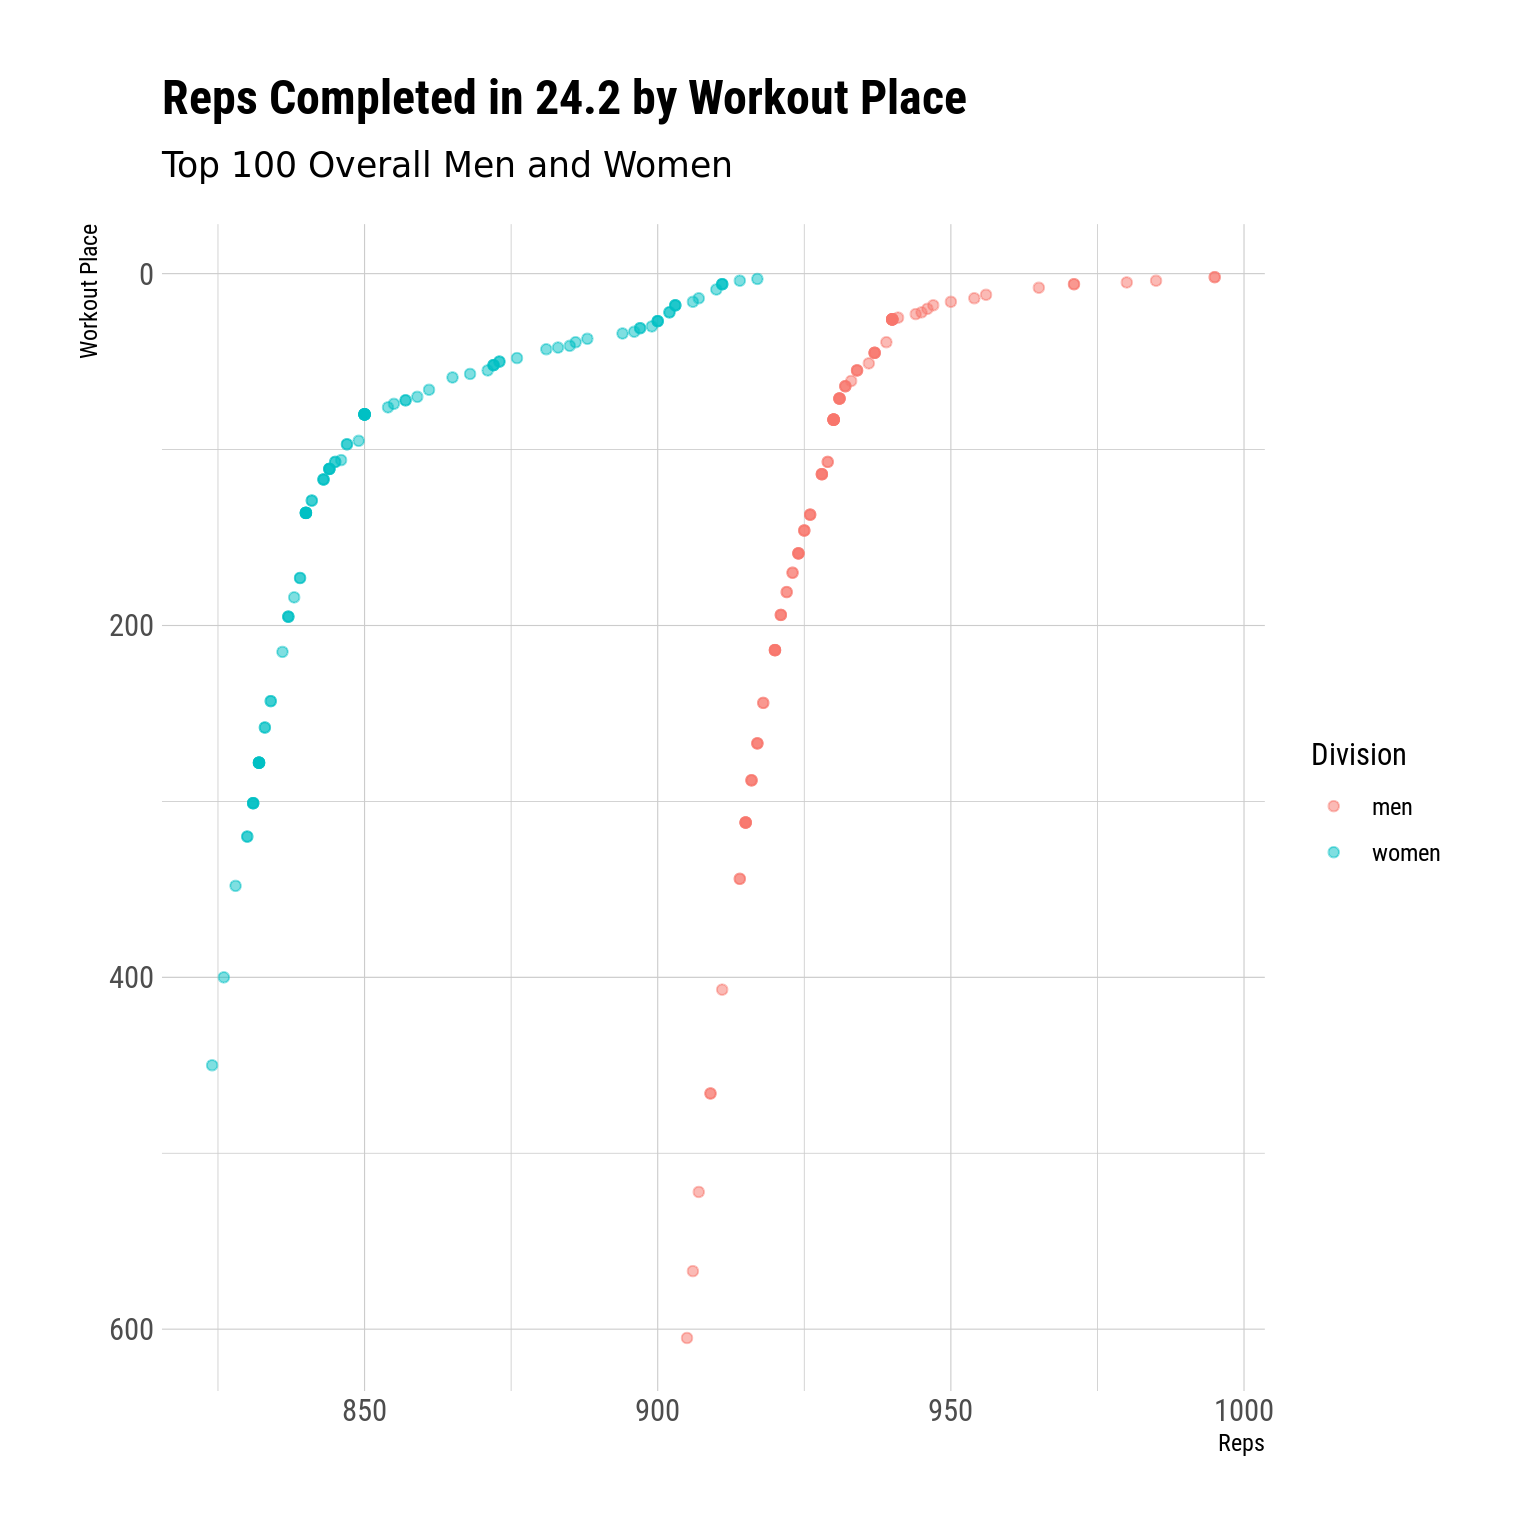 Reps Completed in 24.2 by Workout Place
Top 100 Overall Men and Women
Workout Place
0
200
400
600
850
900
950
1000
Reps
Division
men
women